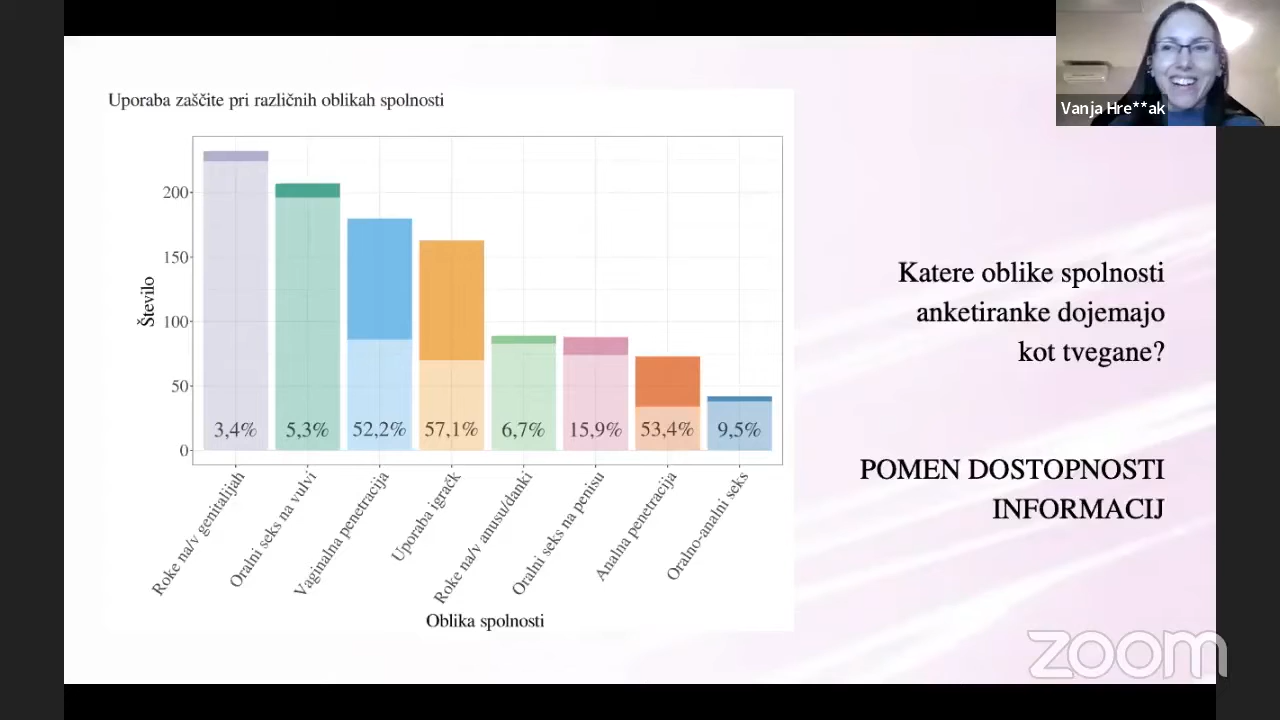 Vanja Hre**ak
Uporaba zaščite pri različnih oblikah spolnosti
Število
200
150
100
50
0
3,4%
5,3%
52,2%
57,1%
6,7%
15,9%
53,4%
9,5%
Roke na/v genitalijah
Oralni seks na vulvi
Vaginalna penetracija
Uporaba igračk
Roke na/v anusu/danki
Oralni seks na penisu
Analna penetracija
Oralno-analni seks
Oblika spolnosti
Katere oblike spolnosti
anketiranke dojemajo
kot tvegane?
POMEN DOSTOPNOSTI
INFORMACIJ
zoom